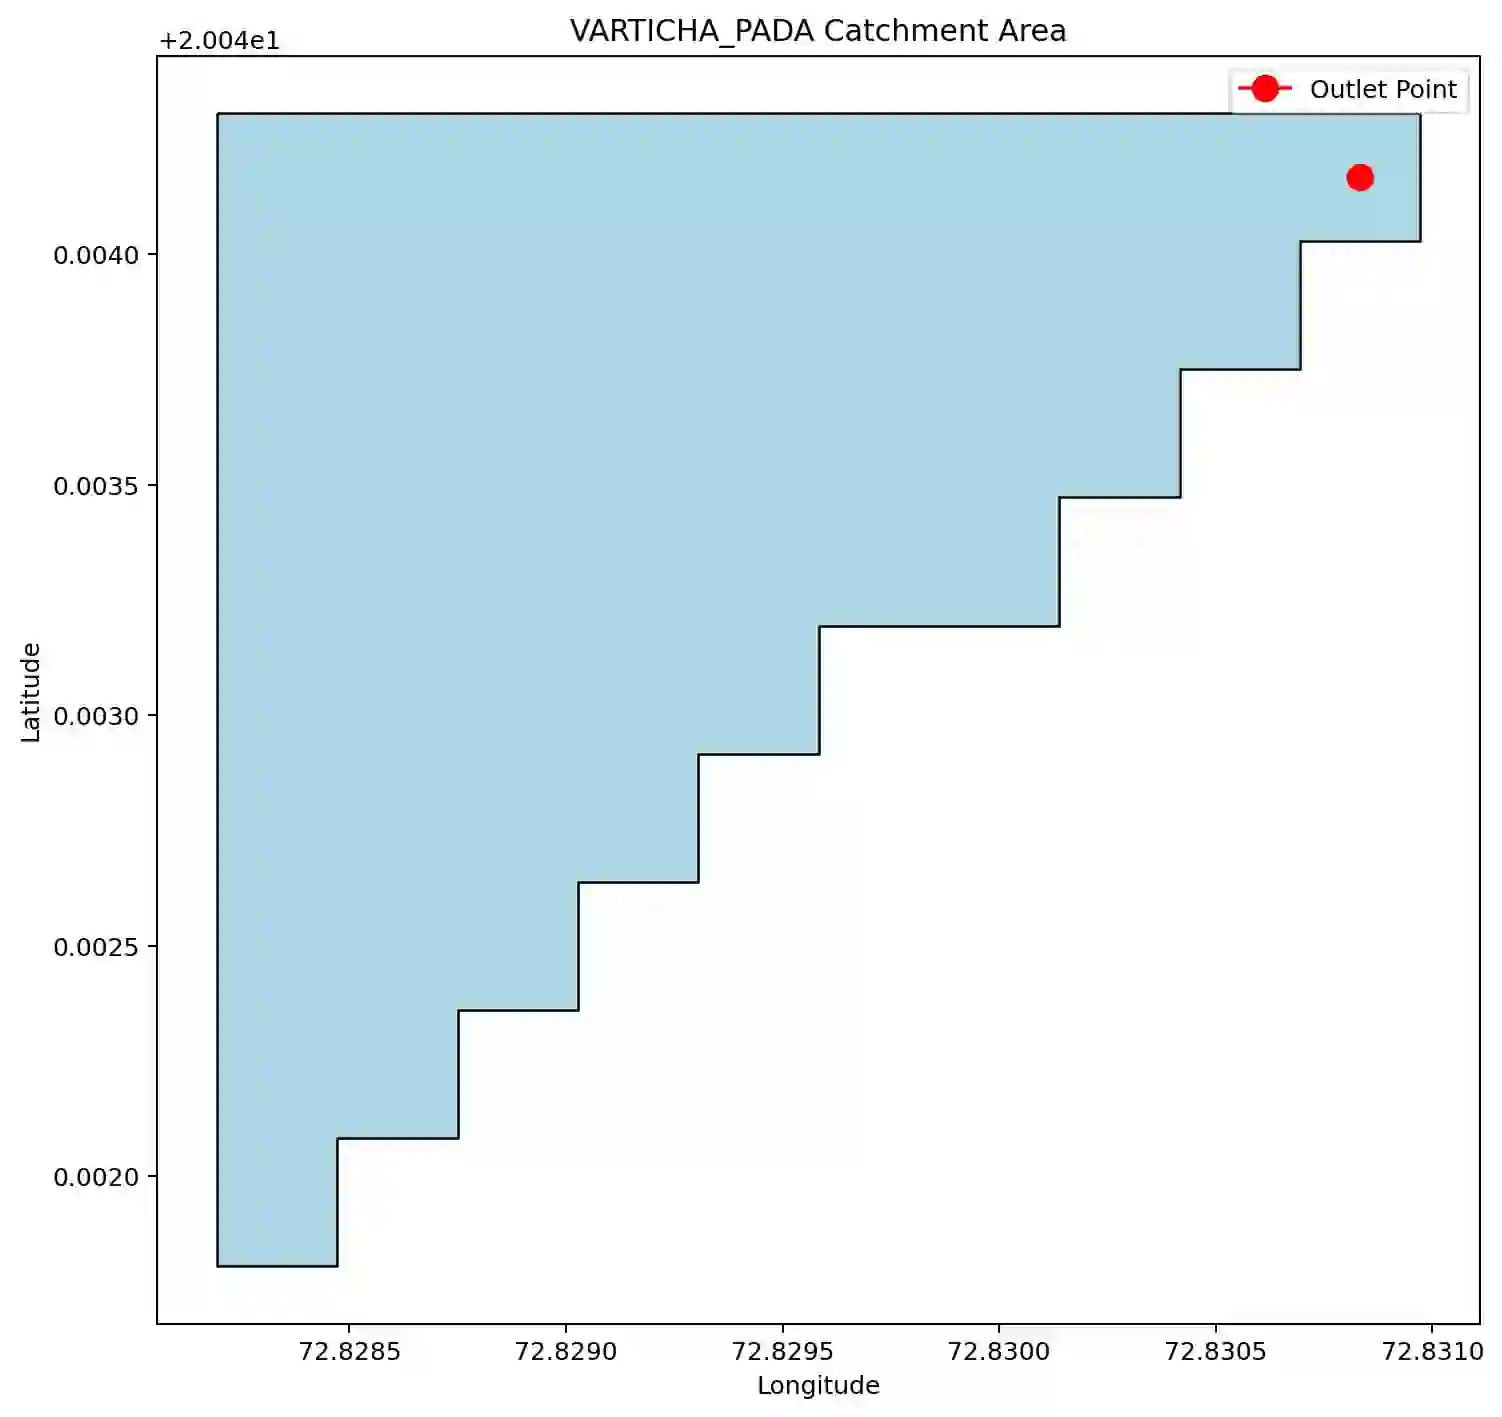 VARTICHA_PADA Catchment Area
+2.004e1
Outlet Point
0.0040
0.0035
0.0030
0.0025
0.0020
Latitude
72.8285 72.8290 72.8295 72.8300 72.8305 72.8310
Longitude